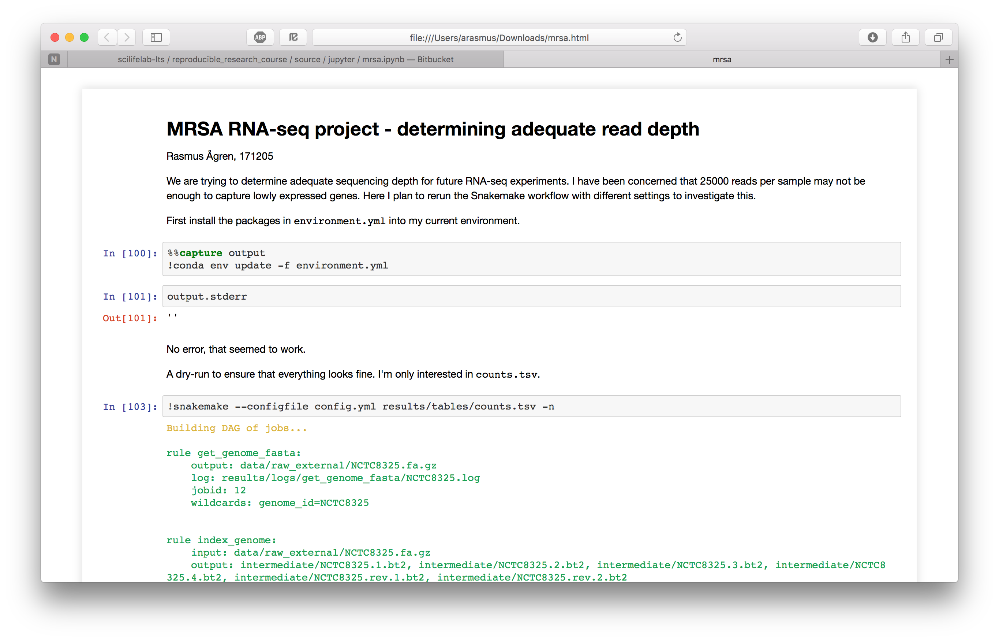 ABP
file:///Users/arasmus/Downloads/mrsa.html
N
scilifelab-lts / reproducible_research_course / source / jupyter / mrsa.ipynb — Bitbucket
mrsa
MRSA RNA-seq project - determining adequate read depth
Rasmus Ågren, 171205
We are trying to determine adequate sequencing depth for future RNA-seq experiments. I have been concerned that 25000 reads per sample may not be
enough to capture lowly expressed genes. Here I plan to rerun the Snakemake workflow with different settings to investigate this.
First install the packages in environment.yml into my current environment.
In [100]: %%capture output
!conda env update -f environment.yml
In [101]: output.stderr
Out[101]: ''
No error, that seemed to work.
A dry-run to ensure that everything looks fine. I'm only interested in counts.tsv.
In [103]: !snakemake --configfile config.yml results/tables/counts.tsv -n
Building DAG of jobs...
rule get_genome_fasta:
    output: data/raw_external/NCTC8325.fa.gz
    log: results/logs/get_genome_fasta/NCTC8325.log
    jobid: 12
    wildcards: genome_id=NCTC8325
rule index_genome:
    input: data/raw_external/NCTC8325.fa.gz
    output: intermediate/NCTC8325.1.bt2, intermediate/NCTC8325.2.bt2, intermediate/NCTC8325.3.bt2, intermediate/NCTC8
325.4.bt2, intermediate/NCTC8325.rev.1.bt2, intermediate/NCTC8325.rev.2.bt2